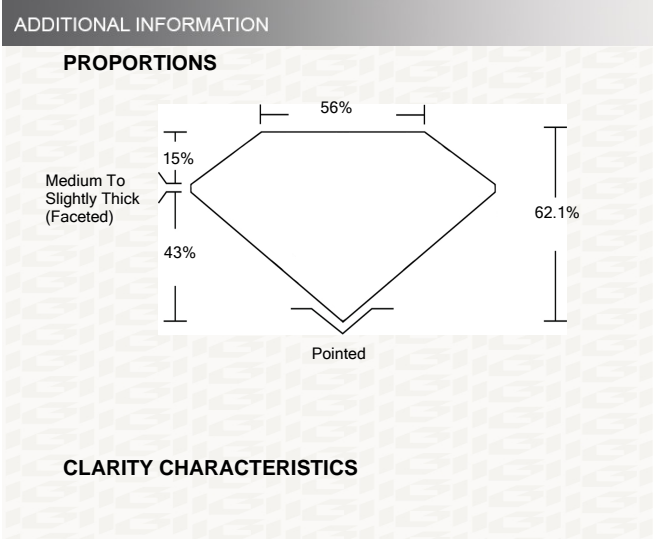 ADDITIONAL INFORMATION
PROPORTIONS
56%
15%
Medium To
Slightly Thick
(Faceted)
62.1%
43%
Pointed
CLARITY CHARACTERISTICS